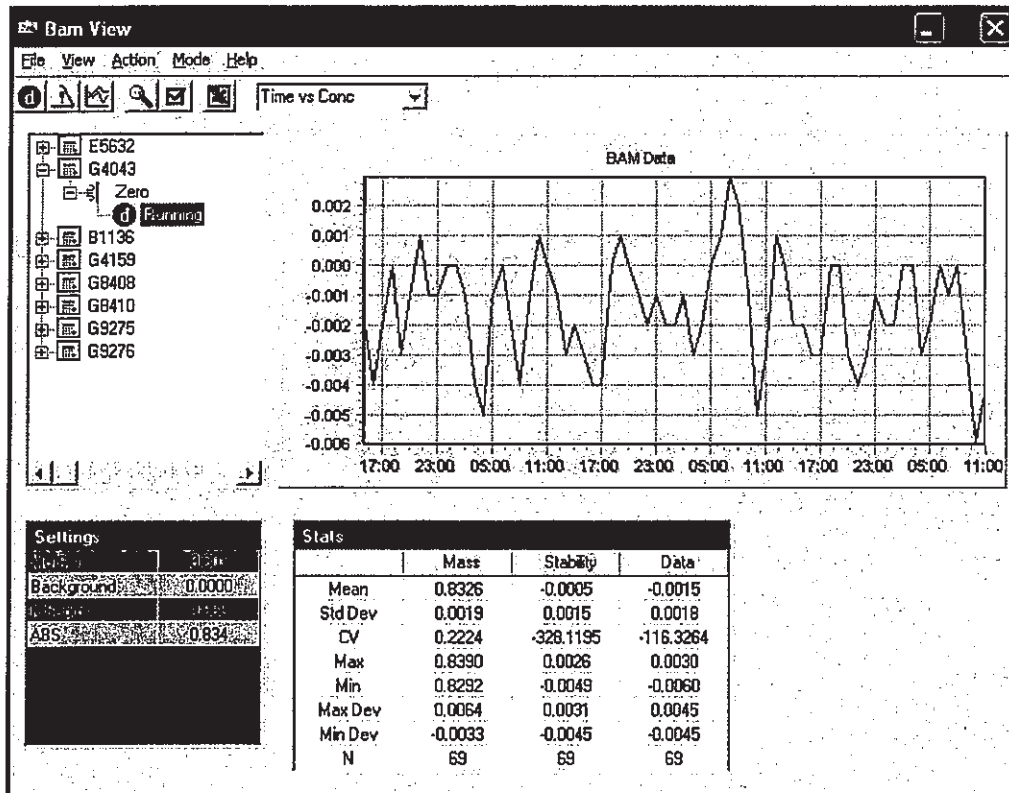 Bam View
File View Action Mode Help
Time vs Conc
E5632
G4043
Zero
Running
B1136
G4159
G8408
G8410
G9275
G9276
BAM Data
0.002
0.001
0.000
-0.001
-0.002
-0.003
-0.004
-0.005
-0.006
17:00 23:00 05:00 11:00 17:00 23:00 05:00 11:00 17:00 23:00 05:00 11:00
Settings
Background 0.0000
ABS 0.834
Stats
Mass Stability Data
Mean 0.8326 -0.0005 -0.0015
Std Dev 0.0019 0.0015 0.0018
CV 0.2224 -328.1195 -116.3264
Max 0.8390 0.0026 0.0030
Min 0.8292 -0.0049 -0.0060
Max Dev 0.0064 0.0031 0.0045
Min Dev -0.0033 -0.0045 -0.0045
N 69 69 69